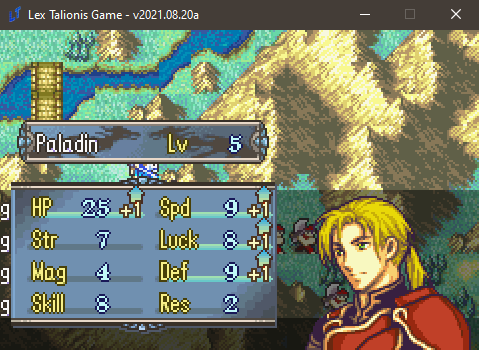 Lex Talionis Game - v2021.08.20a
Paladin Lv 5
HP 25 +1 Spd 9 +1
Str 7 Luck 8 +1
Mag 4 Def 9 +1
Skill 8 Res 2